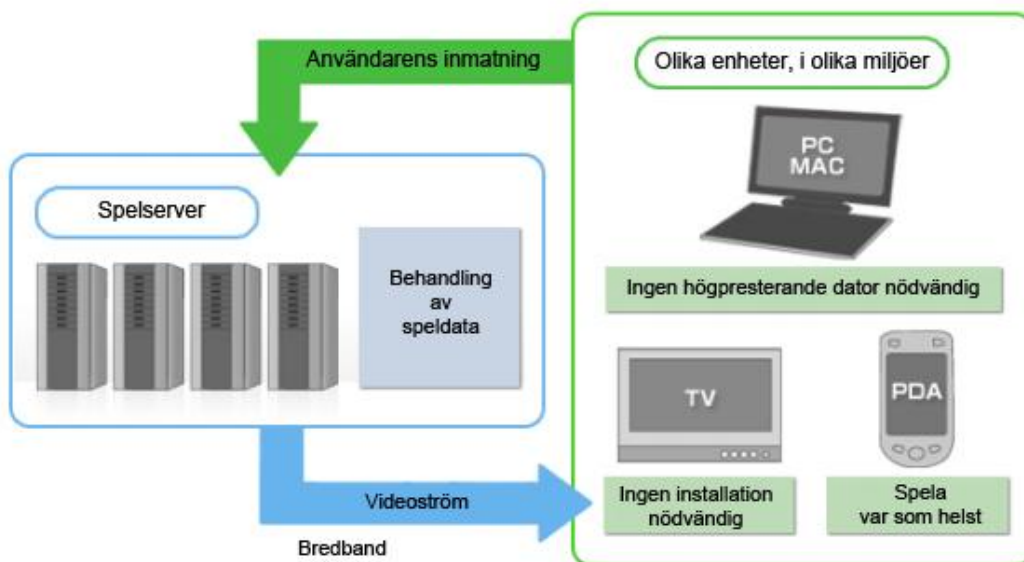 Användarens inmatning
Olika enheter, i olika miljöer
PC
MAC
Spelserver
Behandling
av
speldata
Ingen högpresterande dator nödvändig
TV
PDA
Ingen installation
nödvändig
Spela
var som helst
Videoström
Bredband